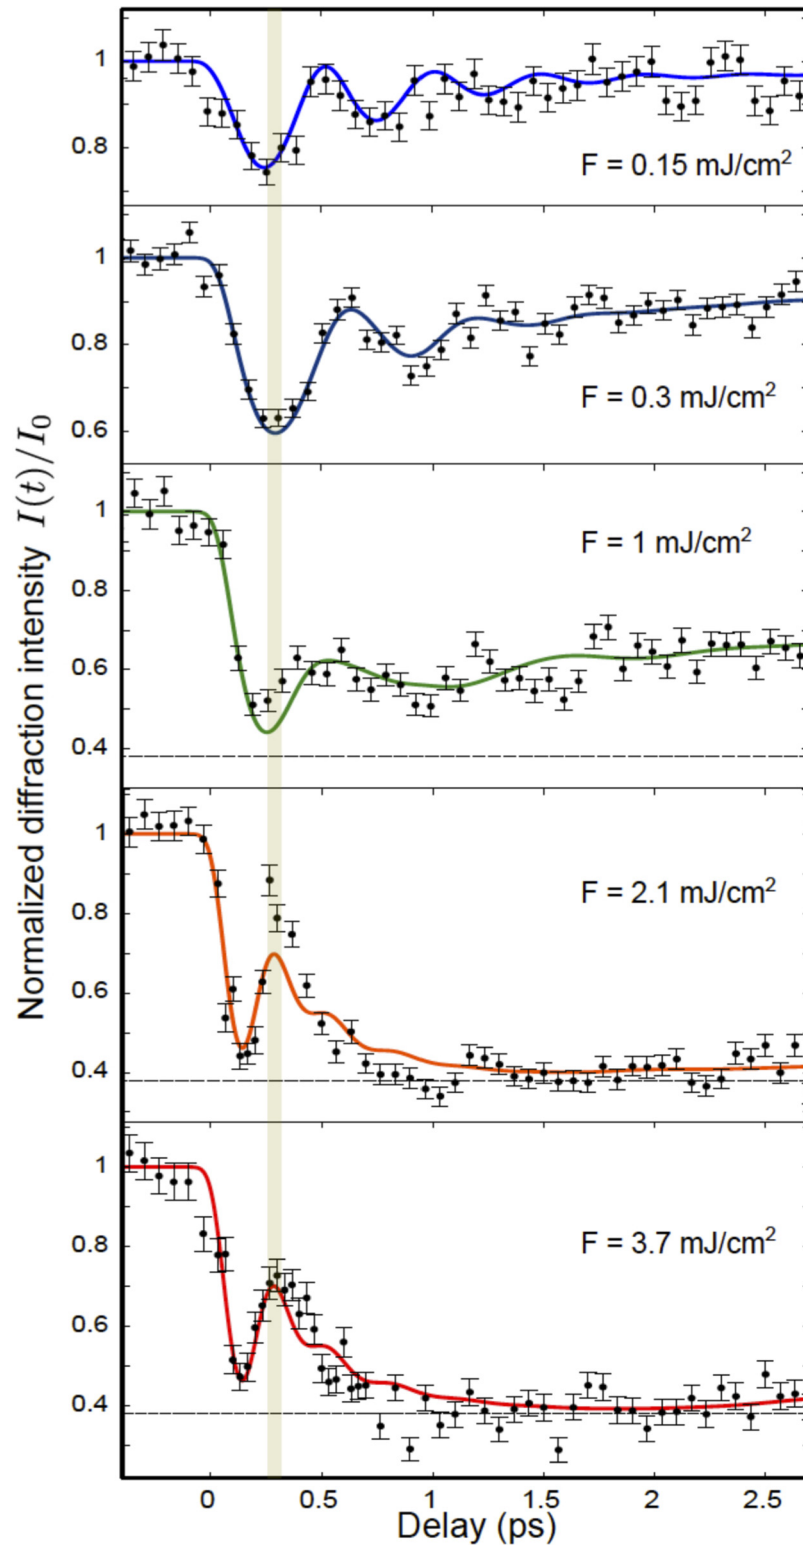 Normalized diffraction intensity I(t)/I₀
1
0.8
F = 0.15 mJ/cm²
1
0.8
0.6
F = 0.3 mJ/cm²
1
0.8
0.6
0.4
F = 1 mJ/cm²
1
0.8
0.6
0.4
F = 2.1 mJ/cm²
1
0.8
0.6
0.4
F = 3.7 mJ/cm²
0 0.5 1 1.5 2 2.5
Delay (ps)